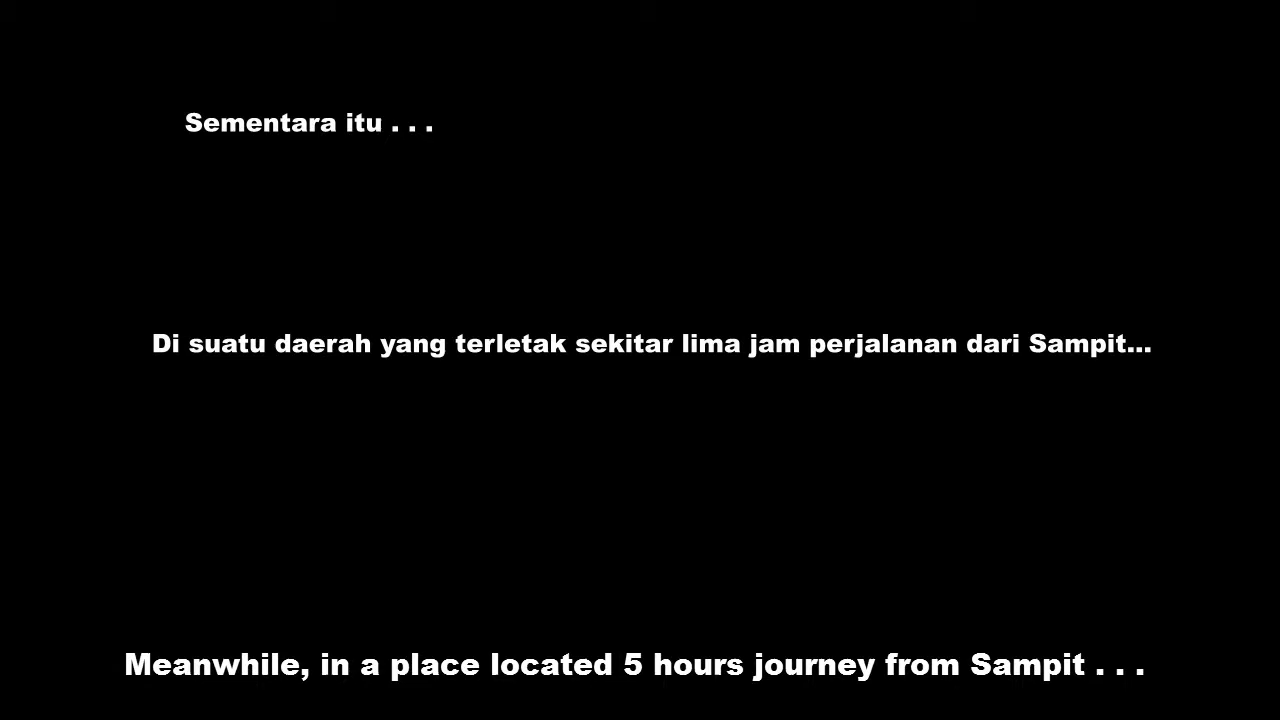 Sementara itu . . .
Di suatu daerah yang terletak sekitar lima jam perjalanan dari Sampit...
Meanwhile, in a place located 5 hours journey from Sampit . . .